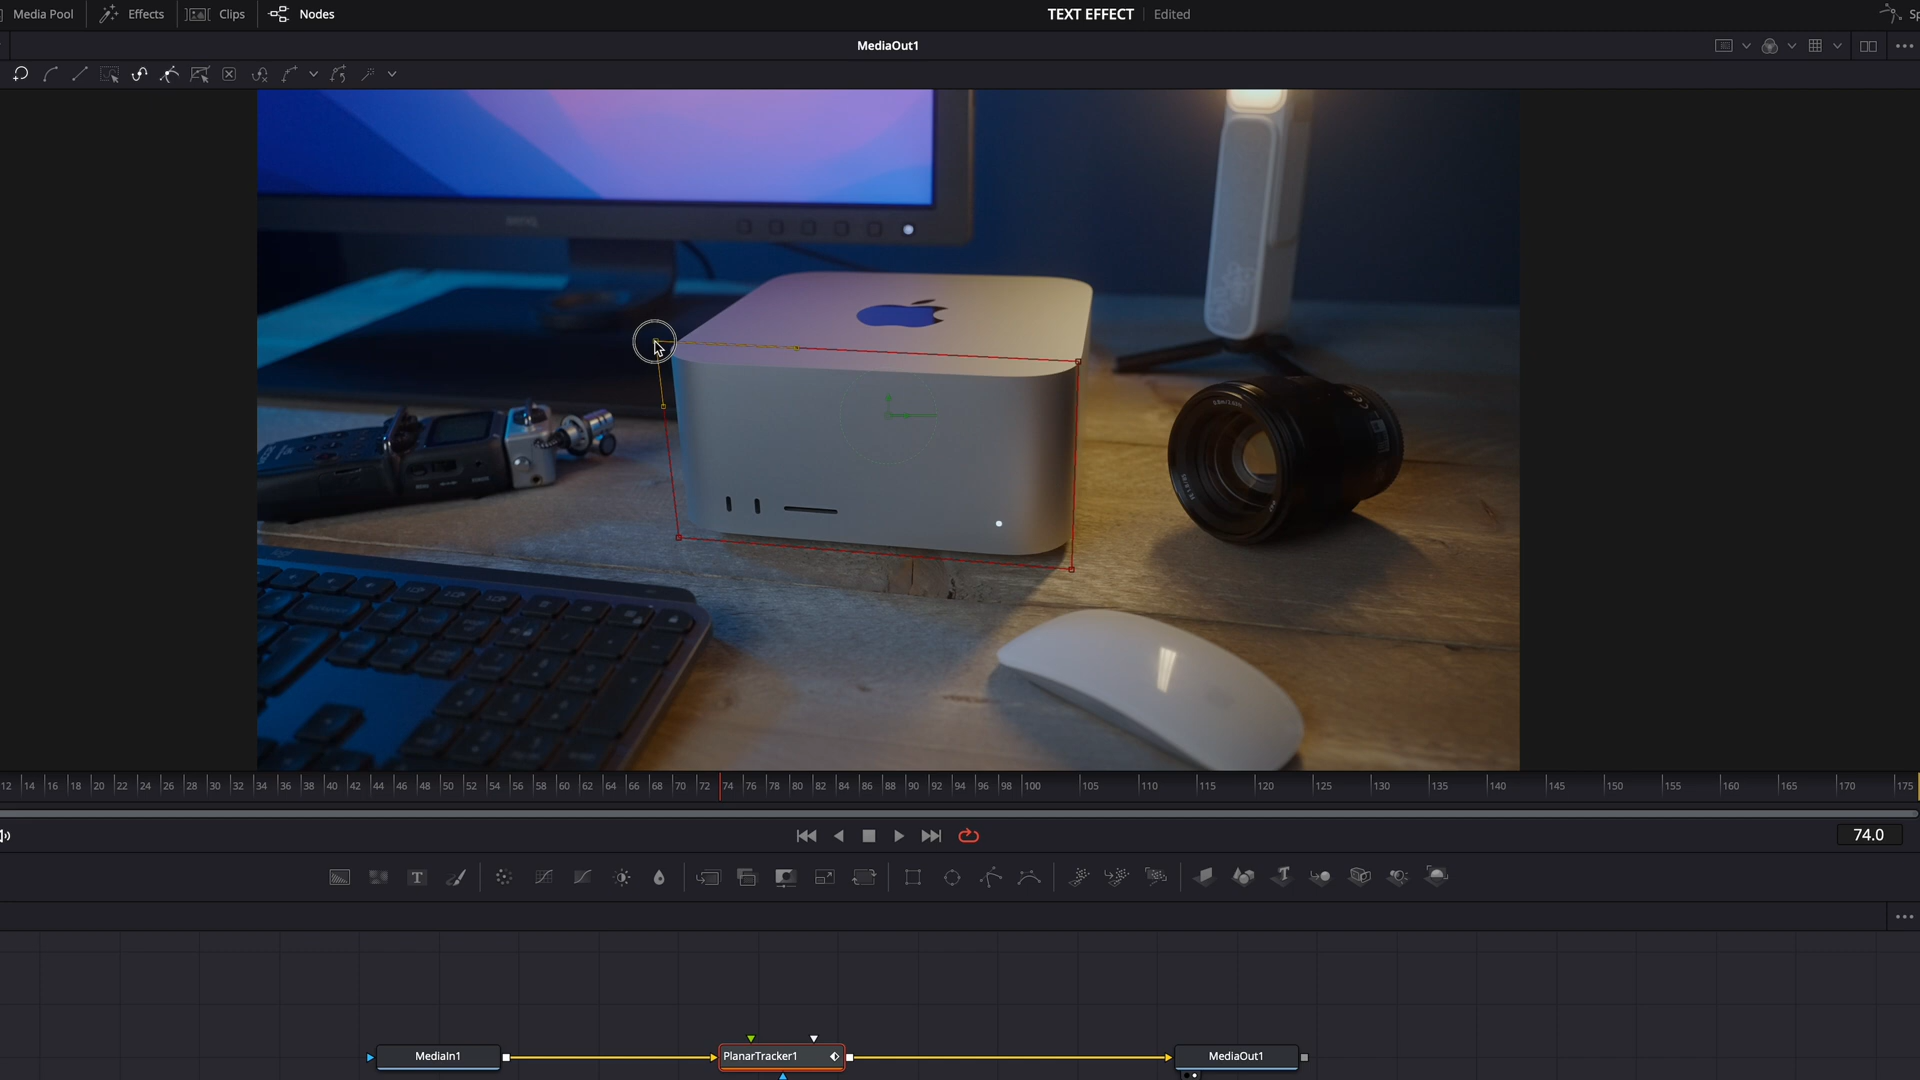 Media Pool
Effects
Clips
Nodes
TEXT EFFECT
Edited
MediaOut1
BenQ
logi
12 14 16 18 20 22 24 26 28 30 32 34 36 38 40 42 44 46 48 50 52 54 56 58 60 62 64 66 68 70 72 74 76 78 80 82 84 86 88 90 92 94 96 98 100 105 110 115 120 125 130 135 140 145 150 155 160 165 170 175
74.0
MediaIn1
PlanarTracker1
MediaOut1